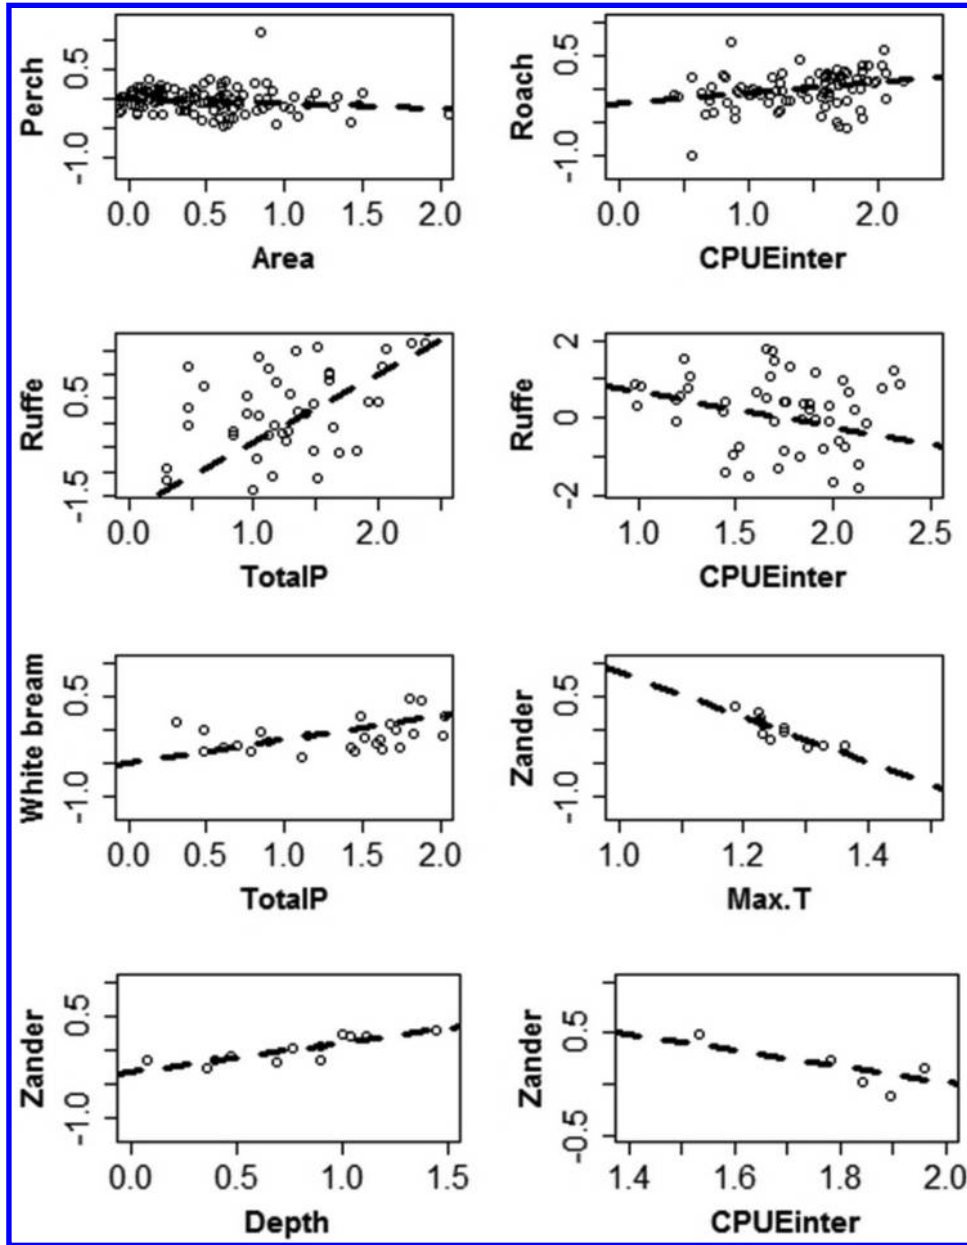 Perch
0.5
-1.0
0.0 0.5 1.0 1.5 2.0
Area
Roach
0.5
-1.0
0.0 1.0 2.0
CPUEinter
Ruffe
0.5
-1.5
0.0 1.0 2.0
TotalP
Ruffe
2
0
-2
1.0 1.5 2.0 2.5
CPUEinter
White bream
0.5
-1.0
0.0 0.5 1.0 1.5 2.0
TotalP
Zander
0.5
-1.0
1.0 1.2 1.4
Max.T
Zander
0.5
-1.0
0.0 0.5 1.0 1.5
Depth
Zander
0.5
-0.5
1.4 1.6 1.8 2.0
CPUEinter